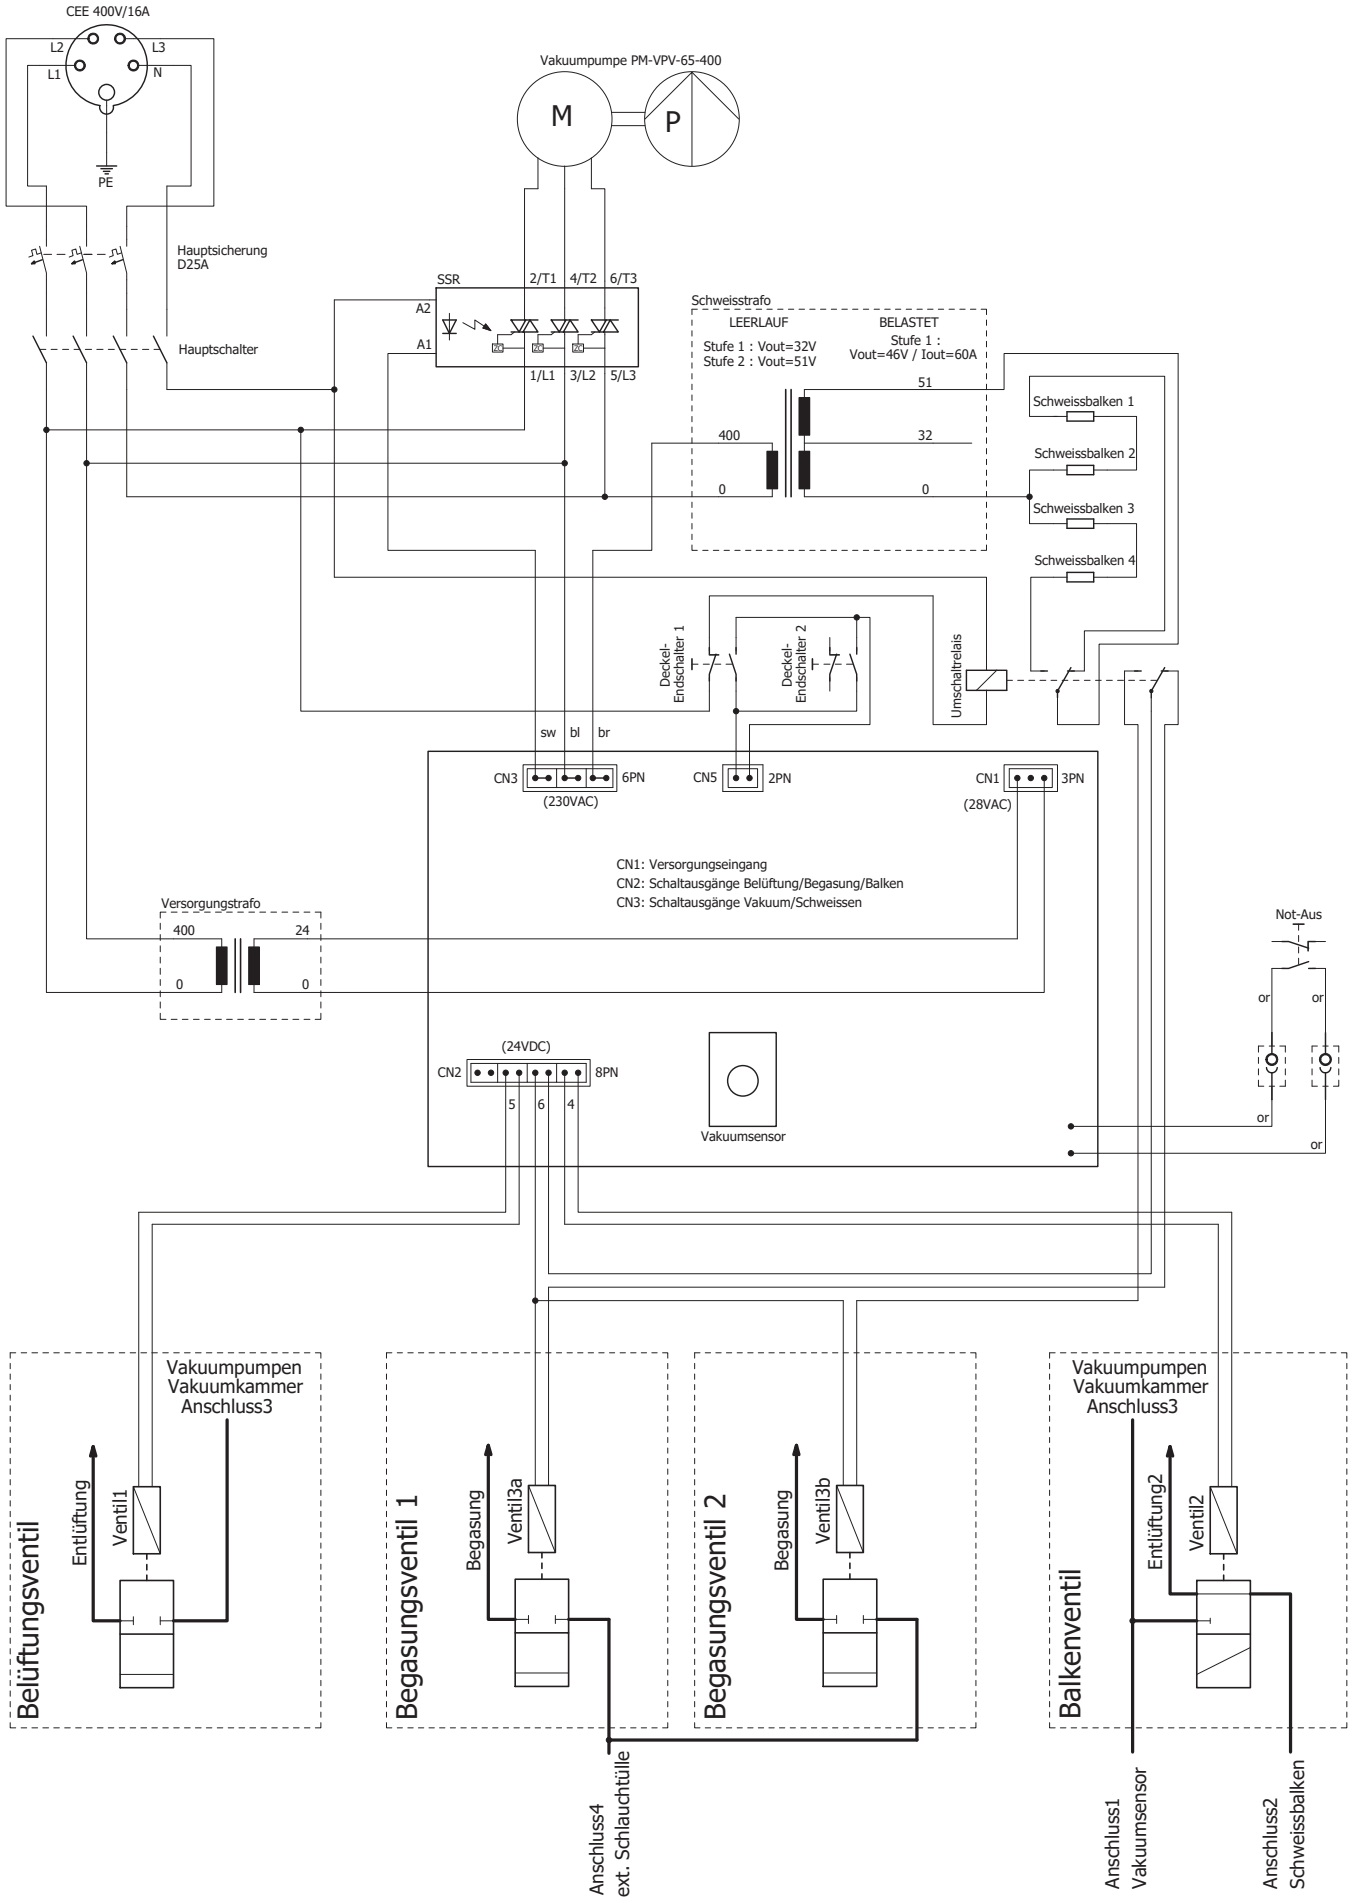 CEE 400V/16A
L2
L3
L1
N
PE
Vakuumpumpe PM-VPV-65-400
M
P
Hauptsicherung
D25A
Hauptschalter
SSR
2/T1
4/T2
6/T3
A2
A1
ZC
ZC
ZC
1/L1
3/L2
5/L3
Schweisstrafo
LEERLAUF
Stufe 1 : Vout=32V
Stufe 2 : Vout=51V
BELASTET
Stufe 1 :
Vout=46V / Iout=60A
51
400
32
0
0
Schweissbalken 1
Schweissbalken 2
Schweissbalken 3
Schweissbalken 4
Deckel-
Endschalter 1
Deckel-
Endschalter 2
Umschaltrelais
sw
bl
br
CN3
6PN
(230VAC)
CN5
2PN
CN1
3PN
(28VAC)
CN1: Versorgungseingang
CN2: Schaltausgänge Belüftung/Begasung/Balken
CN3: Schaltausgänge Vakuum/Schweissen
Versorgungstrafo
400
24
0
0
Not-Aus
or
or
or
or
(24VDC)
CN2
8PN
5
6
4
Vakuumsensor
Belüftungsventil
Entlüftung
Ventil1
Vakuumpumpen
Vakuumkammer
Anschluss3
Begasungsventil 1
Begasung
Ventil3a
Begasungsventil 2
Begasung
Ventil3b
Balkenventil
Vakuumpumpen
Vakuumkammer
Anschluss3
Entlüftung2
Ventil2
Anschluss4
ext. Schlauchtülle
Anschluss1
Vakuumsensor
Anschluss2
Schweissbalken